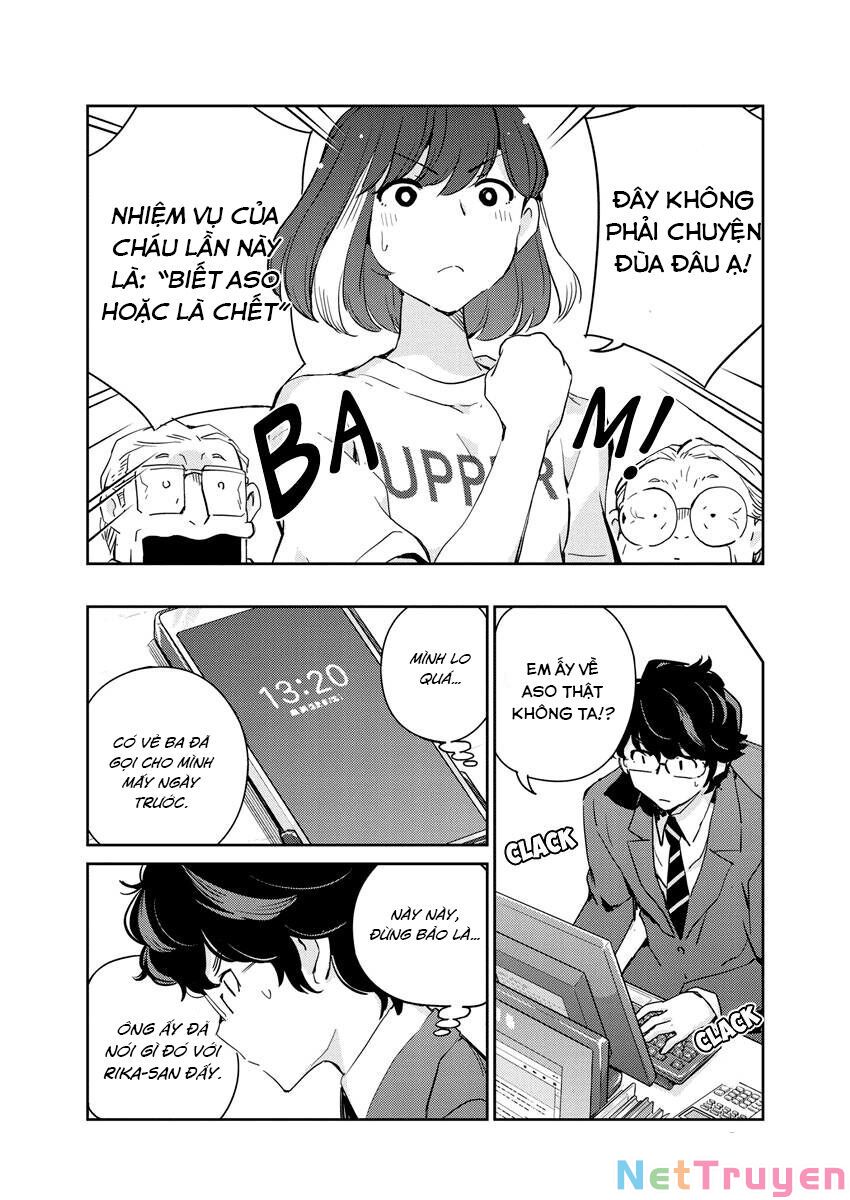 ĐÂY KHÔNG
PHẢI CHUYỆN
ĐÙA ĐÂU Ạ!
NHIỆM VỤ CỦA
CHÁU LẦN NÀY
LÀ: “BIẾT ASO
HOẶC LÀ CHẾT“
BA
M!
UPPER
EM ẤY VỀ
ASO THẬT
KHÔNG TA!?
CLACK
CLACK
MÌNH LO
QUÁ...
13:20
CÓ VẺ BA ĐÃ
GỌI CHO MÌNH
MẤY NGÀY
TRƯỚC.
NÀY NÀY,
ĐỪNG BẢO LÀ...
ÔNG ẤY ĐÃ
NÓI GÌ ĐÓ VỚI
RIKA-SAN ĐẤY.
NetTruyen